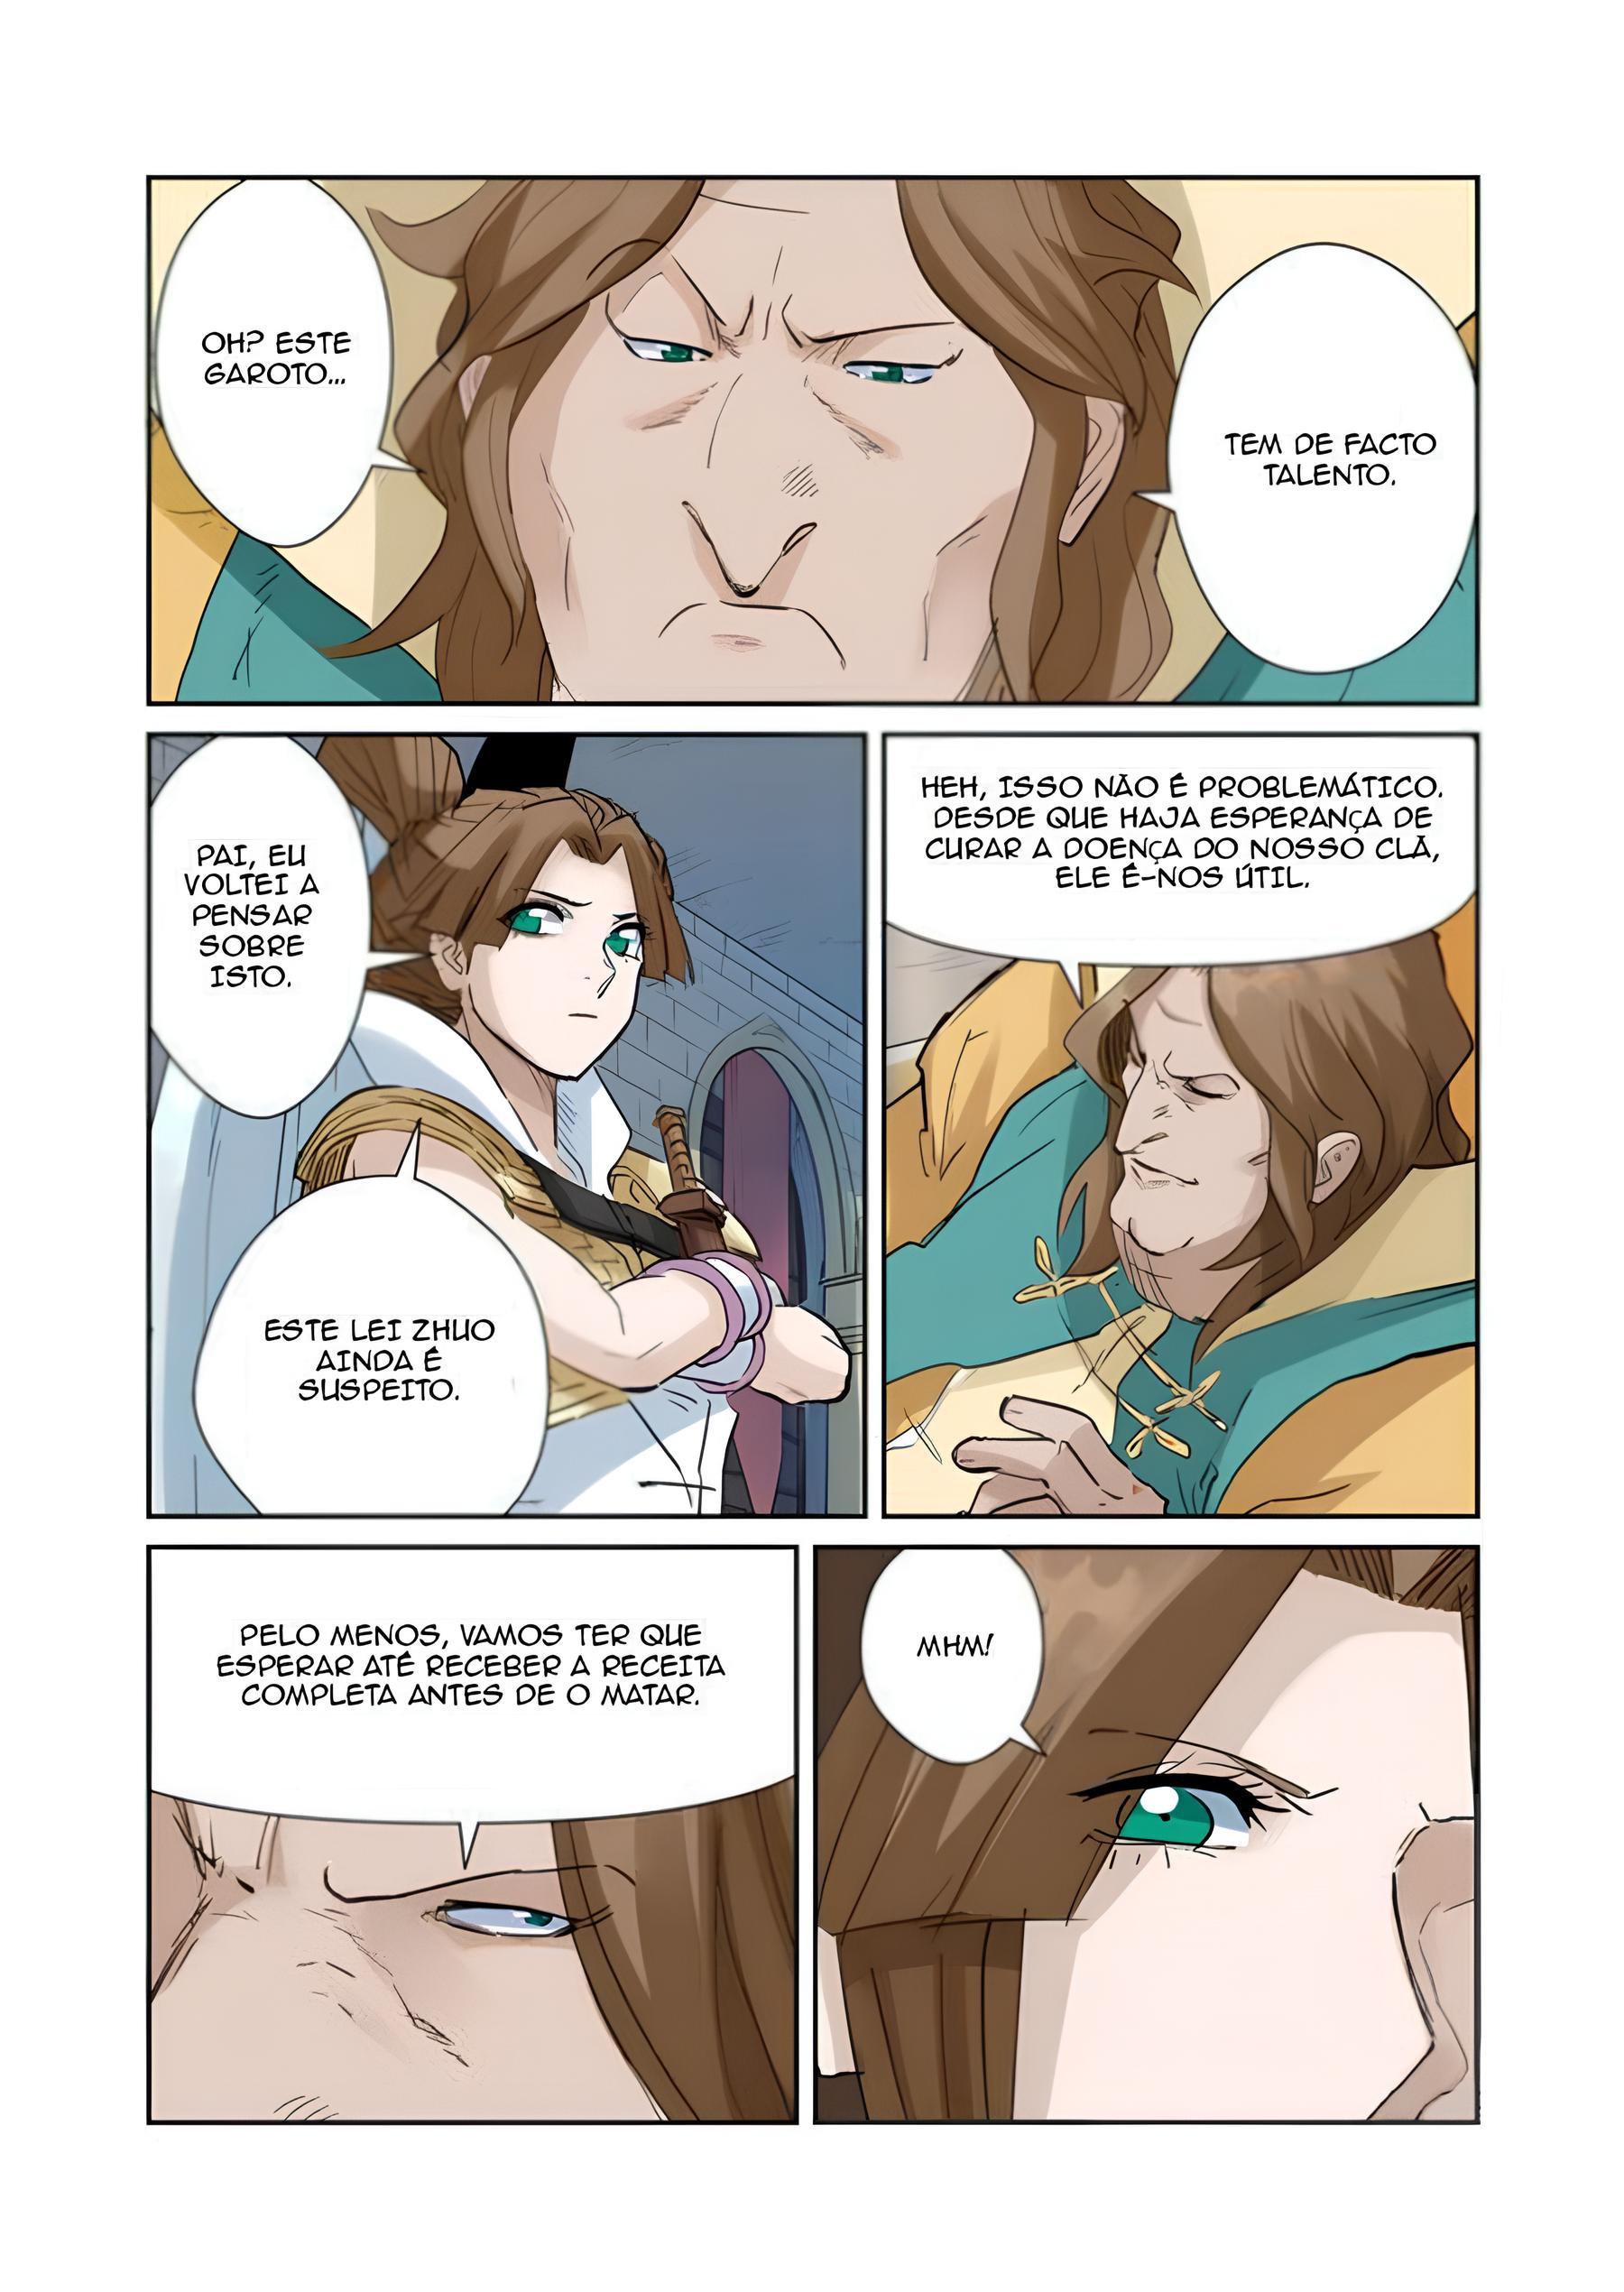 OH? ESTE
GAROTO...
TEM DE FACTO
TALENTO.
PAI, EU
VOLTEI A
PENSAR
SOBRE
ISTO.
ESTE LEI ZHUO
AINDA É
SUSPEITO.
HEH, ISSO NÃO É PROBLEMÁTICO.
DESDE QUE HAJA ESPERANÇA DE
CURAR A DOENÇA DO NOSSO CLÃ,
ELE É-NOS ÚTIL.
PELO MENOS, VAMOS TER QUE
ESPERAR ATÉ RECEBER A RECEITA
COMPLETA ANTES DE O MATAR.
MHM!